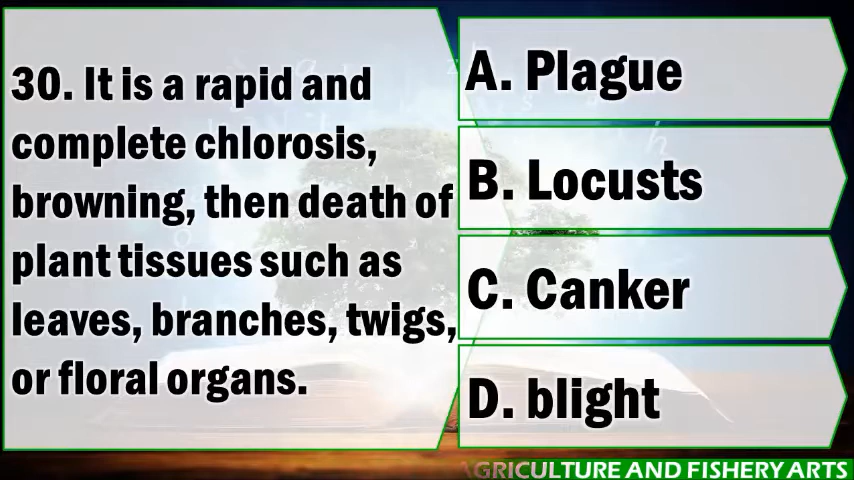 30. It is a rapid and
complete chlorosis,
browning, then death of
plant tissues such as
leaves, branches, twigs,
or floral organs.
A. Plague
B. Locusts
C. Canker
D. blight
AGRICULTURE AND FISHERY ARTS